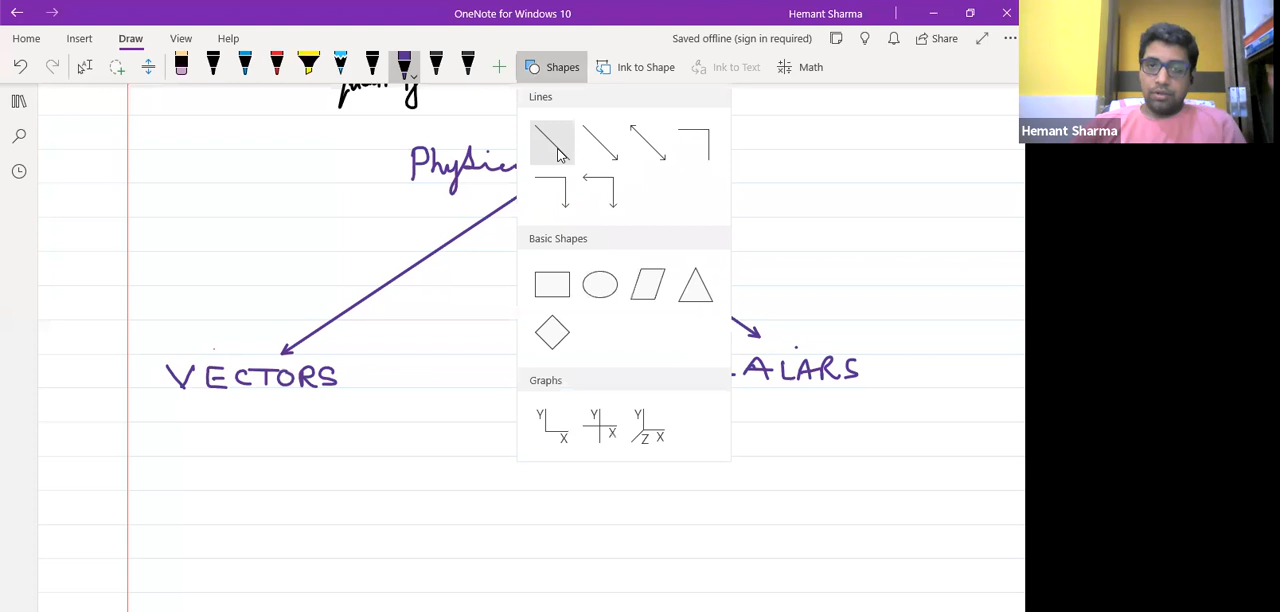 OneNote for Windows 10
Hemant Sharma
Home Insert Draw View Help
Saved offline (sign in required)
Share
Shapes
Ink to Shape
Ink to Text
Math
Lines
Hemant Sharma
Physic
Basic Shapes
VECTORS
ALARS
Graphs
Y X
Y X
Y Z X